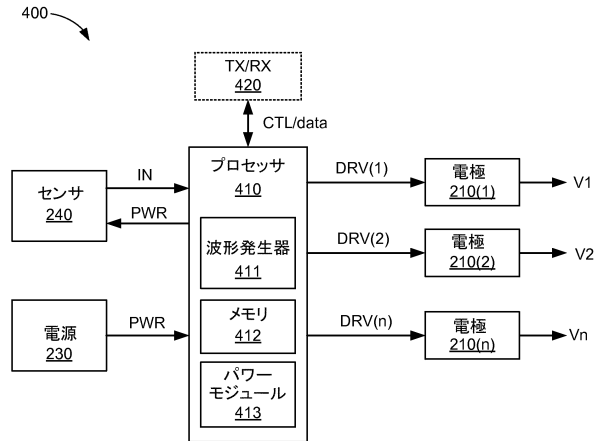 400
TX/RX
420
CTL/data
プロセッサ
410
センサ
240
IN
PWR
DRV(1)
電極
210(1)
V1
波形発生器
411
DRV(2)
電極
210(2)
V2
電源
230
PWR
メモリ
412
DRV(n)
電極
210(n)
Vn
パワー
モジュール
413